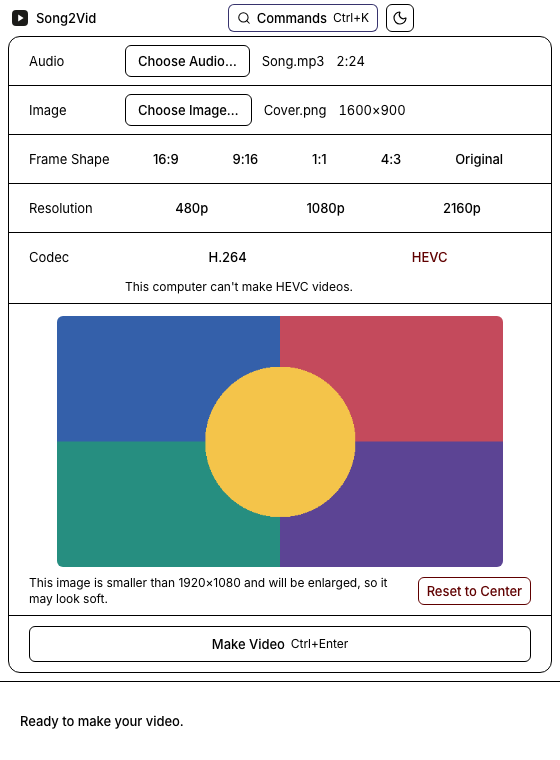 Song2Vid
Commands Ctrl+K
Audio Choose Audio... Song.mp3 2:24
Image Choose Image... Cover.png 1600×900
Frame Shape 16:9 9:16 1:1 4:3 Original
Resolution 480p 1080p 2160p
Codec H.264 HEVC
This computer can't make HEVC videos.
This image is smaller than 1920×1080 and will be enlarged, so it
may look soft.
Reset to Center
Make Video Ctrl+Enter
Ready to make your video.